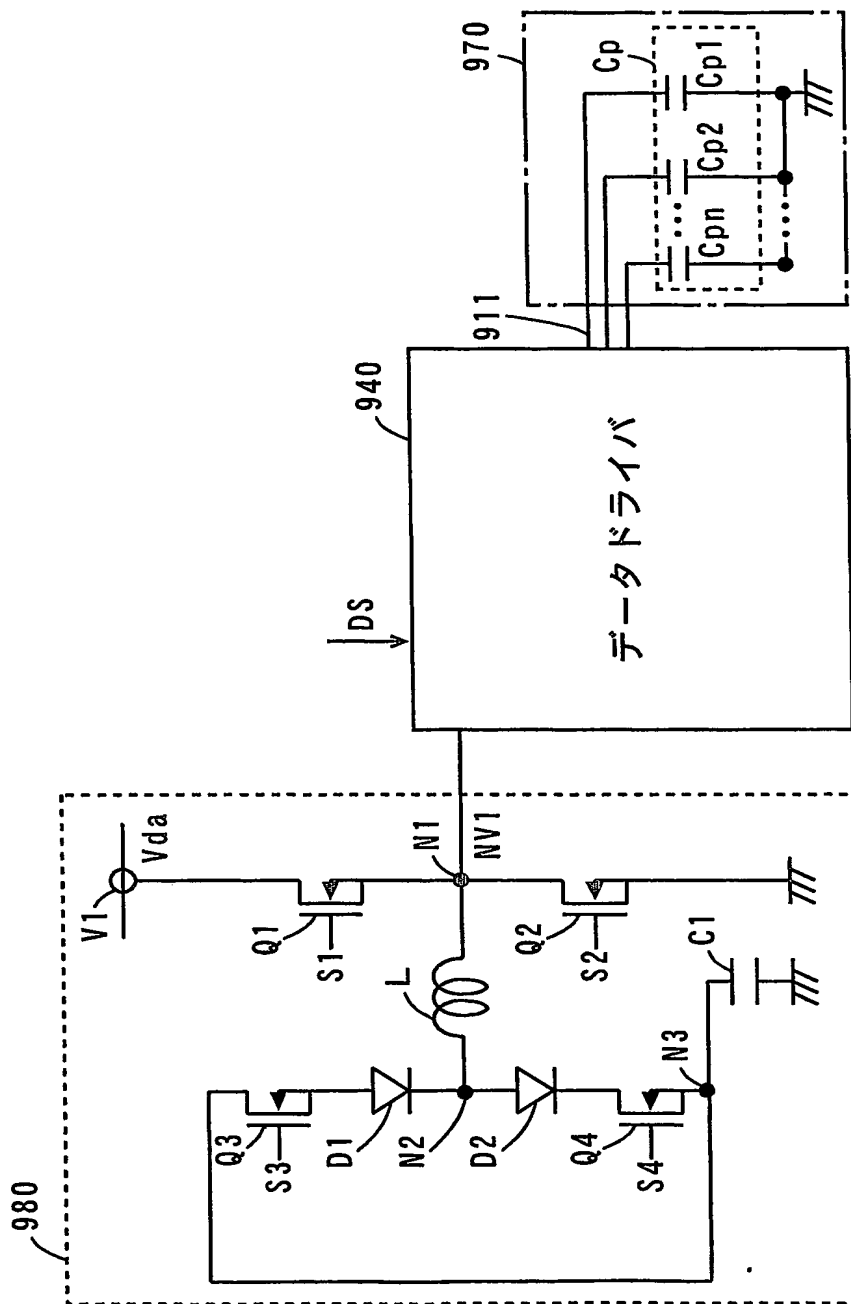 980
V1
Vda
Q1
S1
N1
NV1
L
Q2
S2
C1
Q3
S3
D1
N2
D2
Q4
S4
N3
DS
940
データドライバ
911
970
Cp
Cp1
Cp2
Cpn